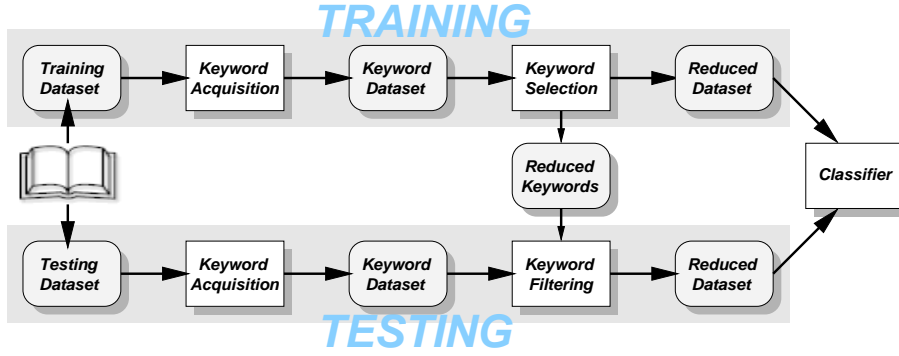 TRAINING
Training
Dataset
Keyword
Acquisition
Keyword
Dataset
Keyword
Selection
Reduced
Dataset
Reduced
Keywords
Classifier
Testing
Dataset
Keyword
Acquisition
Keyword
Dataset
Keyword
Filtering
Reduced
Dataset
TESTING